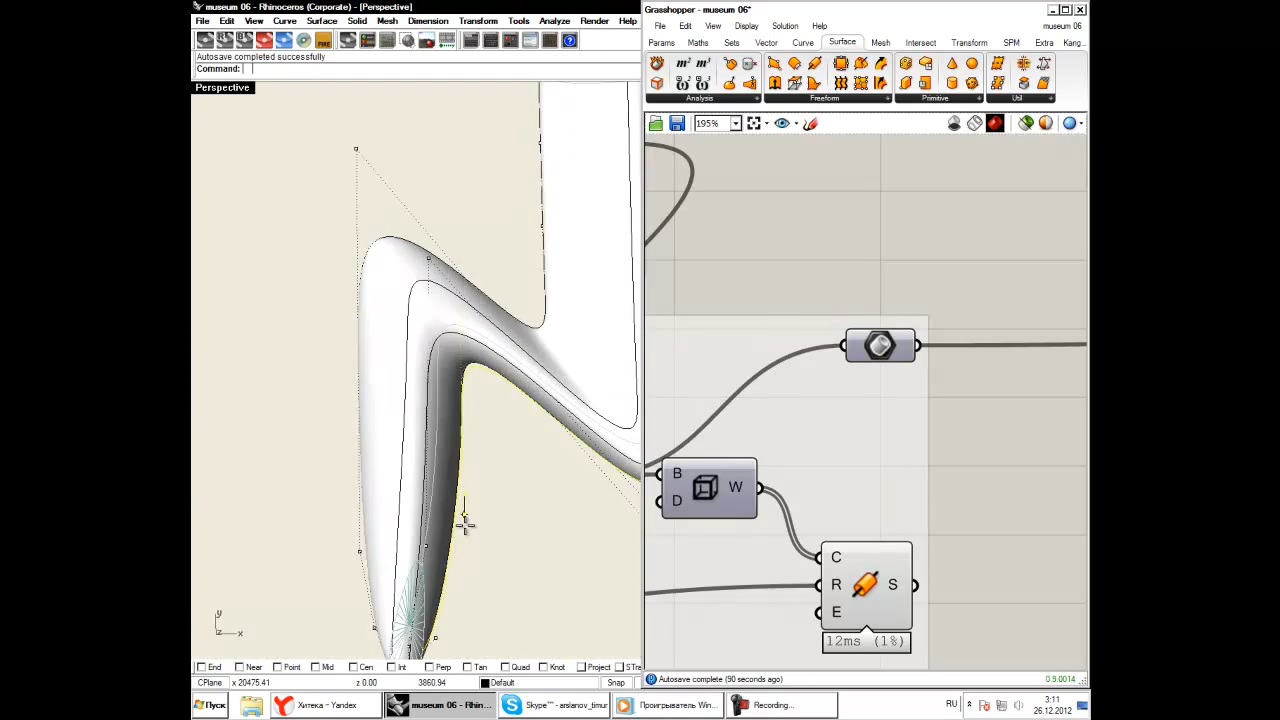 museum 06 - Rhinoceros (Corporate) - [Perspective]
File Edit View Curve Surface Solid Mesh Dimension Transform Tools Analyze Render Help
Autosave completed successfully
Command:
Perspective
y
z x
End Near Point Mid Cen Int Perp Tan Quad Knot Project STra
CPlane x 20475.41 y 3860.94 z 0.00 Default Snap
Grasshopper - museum 06*
File Edit View Display Solution Help museum 06
Params Maths Sets Vector Curve Surface Mesh Intersect Transform SPM Extra Kang
Analysis Freeform Primitive Util
195%
B
D
W
C
R S
E
12ms (1%)
Autosave complete (90 seconds ago) 0.9.0014
Пуск Хитека – Yandex museum 06 - Rhin... Skype™ - arslanov_timur Проигрыватель Win... Recording... RU 3:11
26.12.2012